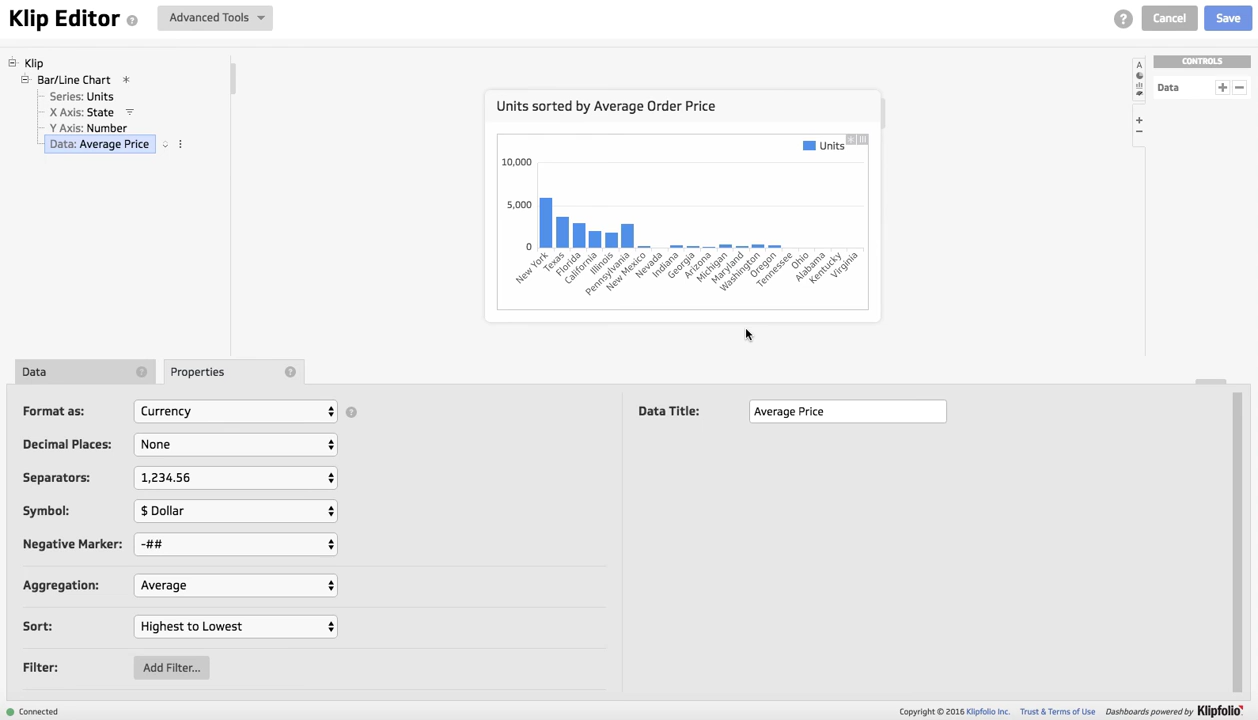 Klip Editor ?
Advanced Tools
?
Cancel
Save
Klip
Bar/Line Chart *
Series: Units
X Axis: State
Y Axis: Number
Data: Average Price
A
+
−
CONTROLS
Data + −
Units sorted by Average Order Price
Units
10,000
5,000
0
New York
Texas
Florida
California
Illinois
Pennsylvania
New Mexico
Nevada
Indiana
Georgia
Arizona
Michigan
Maryland
Washington
Oregon
Tennessee
Ohio
Alabama
Kentucky
Virginia
Data ?
Properties ?
Format as: Currency ?
Decimal Places: None
Separators: 1,234.56
Symbol: $ Dollar
Negative Marker: -##
Aggregation: Average
Sort: Highest to Lowest
Filter: Add Filter...
Data Title: Average Price
Connected
Copyright © 2016 Klipfolio Inc. Trust & Terms of Use Dashboards powered by Klipfolio